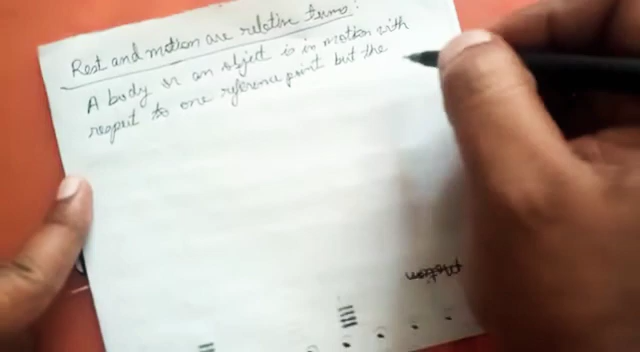 Rest and motion are relative terms:
A body or an object is in motion with
respect to one reference point but the